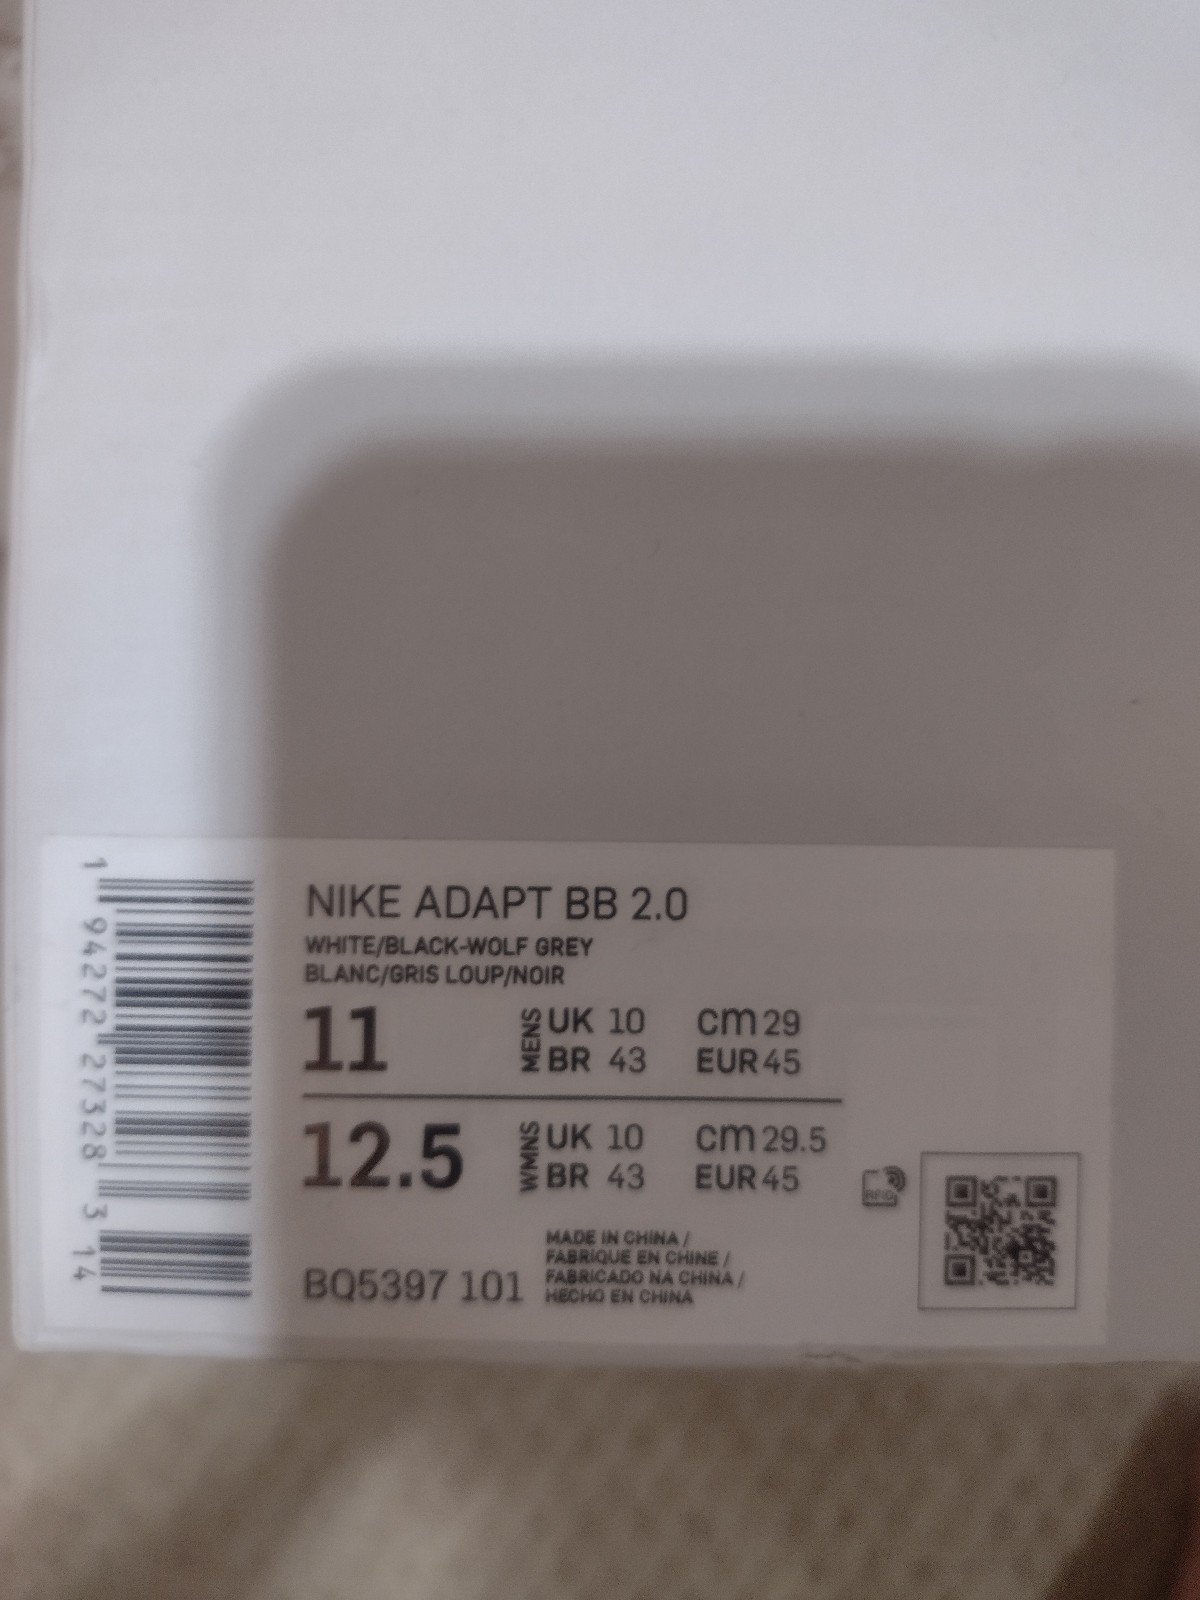 1 94272 27328 3 14
NIKE ADAPT BB 2.0
WHITE/BLACK-WOLF GREY
BLANC/GRIS LOUP/NOIR
11 MENS UK 10 CM 29
BR 43 EUR 45
12.5 WMNS UK 10 CM 29.5
BR 43 EUR 45
RFID
MADE IN CHINA /
FABRIQUE EN CHINE /
FABRICADO NA CHINA /
HECHO EN CHINA
BQ5397 101